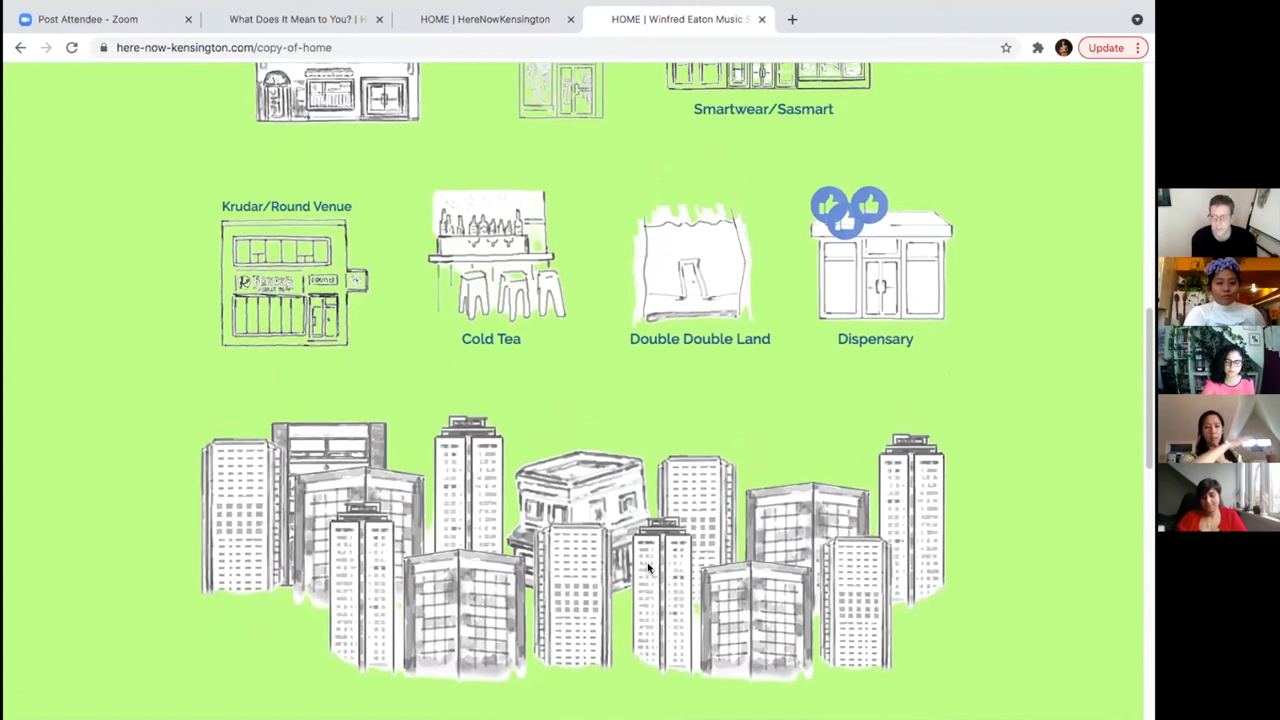 Post Attendee - Zoom
What Does It Mean to You? | H
HOME | HereNowKensington
HOME | Winfred Eaton Music S
here-now-kensington.com/copy-of-home
Update
Smartwear/Sasmart
Krudar/Round Venue
Cold Tea
Double Double Land
Dispensary